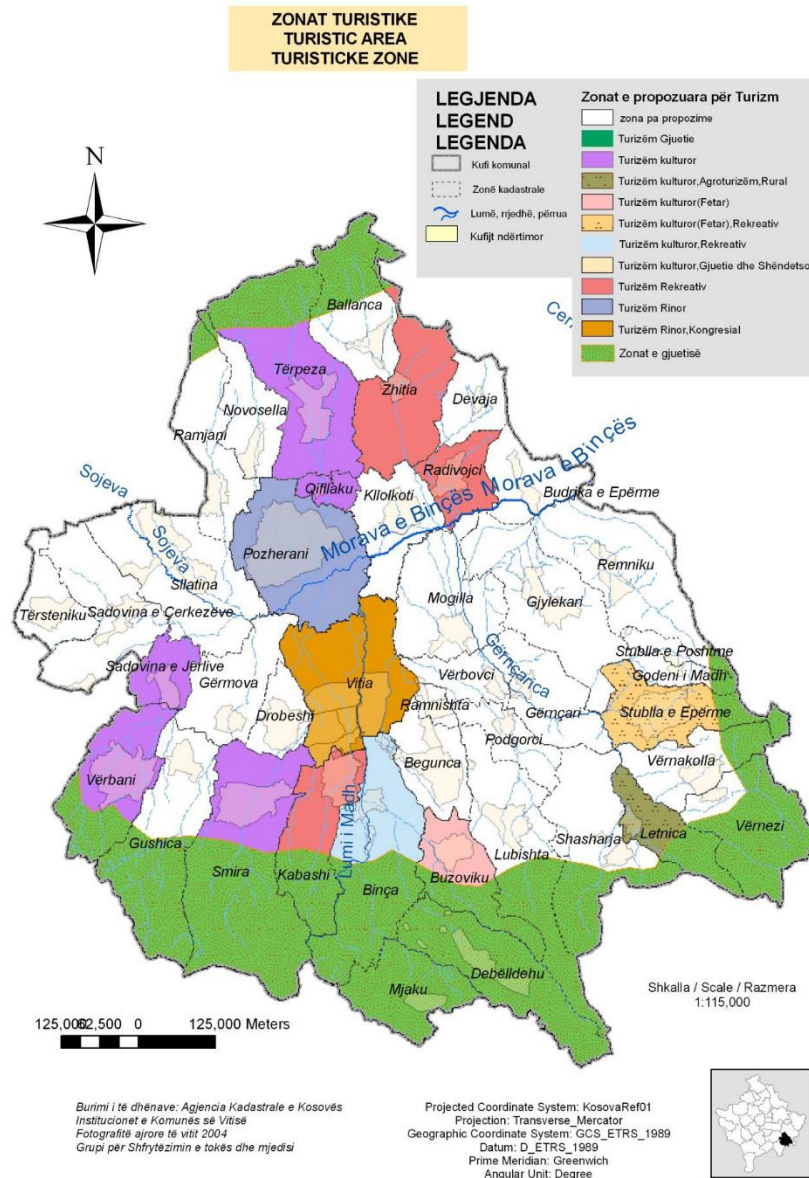 ZONAT TURISTIKE
TURISTIC AREA
TURISTICKE ZONE
LEGJENDA
LEGEND
LEGENDA
Kufi komunal
Zonë kadastrale
Lumë, rrjedhë, përrua
Kufijt ndërtimor
Zonat e propozuara për Turizm
zona pa propozime
Turizëm Gjuetie
Turizëm kulturor
Turizëm kulturor,Agroturizëm,Rural
Turizëm kulturor(Fetar)
Turizëm kulturor(Fetar),Rekreativ
Turizëm kulturor,Rekreativ
Turizëm kulturor,Gjuetie dhe Shëndetso
Turizëm Rekreativ
Turizëm Rinor
Turizëm Rinor,Kongresial
Zonat e gjuetisë
N
Ballanca
Cer
Tërpeza
Zhitia
Devaja
Novosella
Ramjani
Radivojci
Qifllaku
Kllolkoti
Morava e Binçës
Morava e Binçës
Budrika e Epërme
Sojeva
Sojeva
Pozherani
Sllatina
Remniku
Mogilla
Gjylekari
Tërsteniku
Sadovina e Çerkezëve
Gërnçarica
Stublla e Poshtme
Sadovina e Jerlive
Gërmova
Vitia
Vërbovci
Godeni i Madh
Drobeshi
Ramnishta
Gërnçari
Stublla e Epërme
Podgorci
Vërbani
Begunca
Vërnakolla
Lumi i Madh
Gushica
Shasharja
Letnica
Vërnezi
Smira
Kabashi
Binça
Buzoviku
Lubishta
Mjaku
Debëlldehu
Shkalla / Scale / Razmera
1:115,000
125,000 62,500 0 125,000 Meters
Burimi i të dhënave: Agjencia Kadastrale e Kosovës
Institucionet e Komunës së Vitisë
Fotografitë ajrore të vitit 2004
Grupi për Shfrytëzimin e tokës dhe mjedisi
Projected Coordinate System: KosovaRef01
Projection: Transverse_Mercator
Geographic Coordinate System: GCS_ETRS_1989
Datum: D_ETRS_1989
Prime Meridian: Greenwich
Angular Unit: Degree